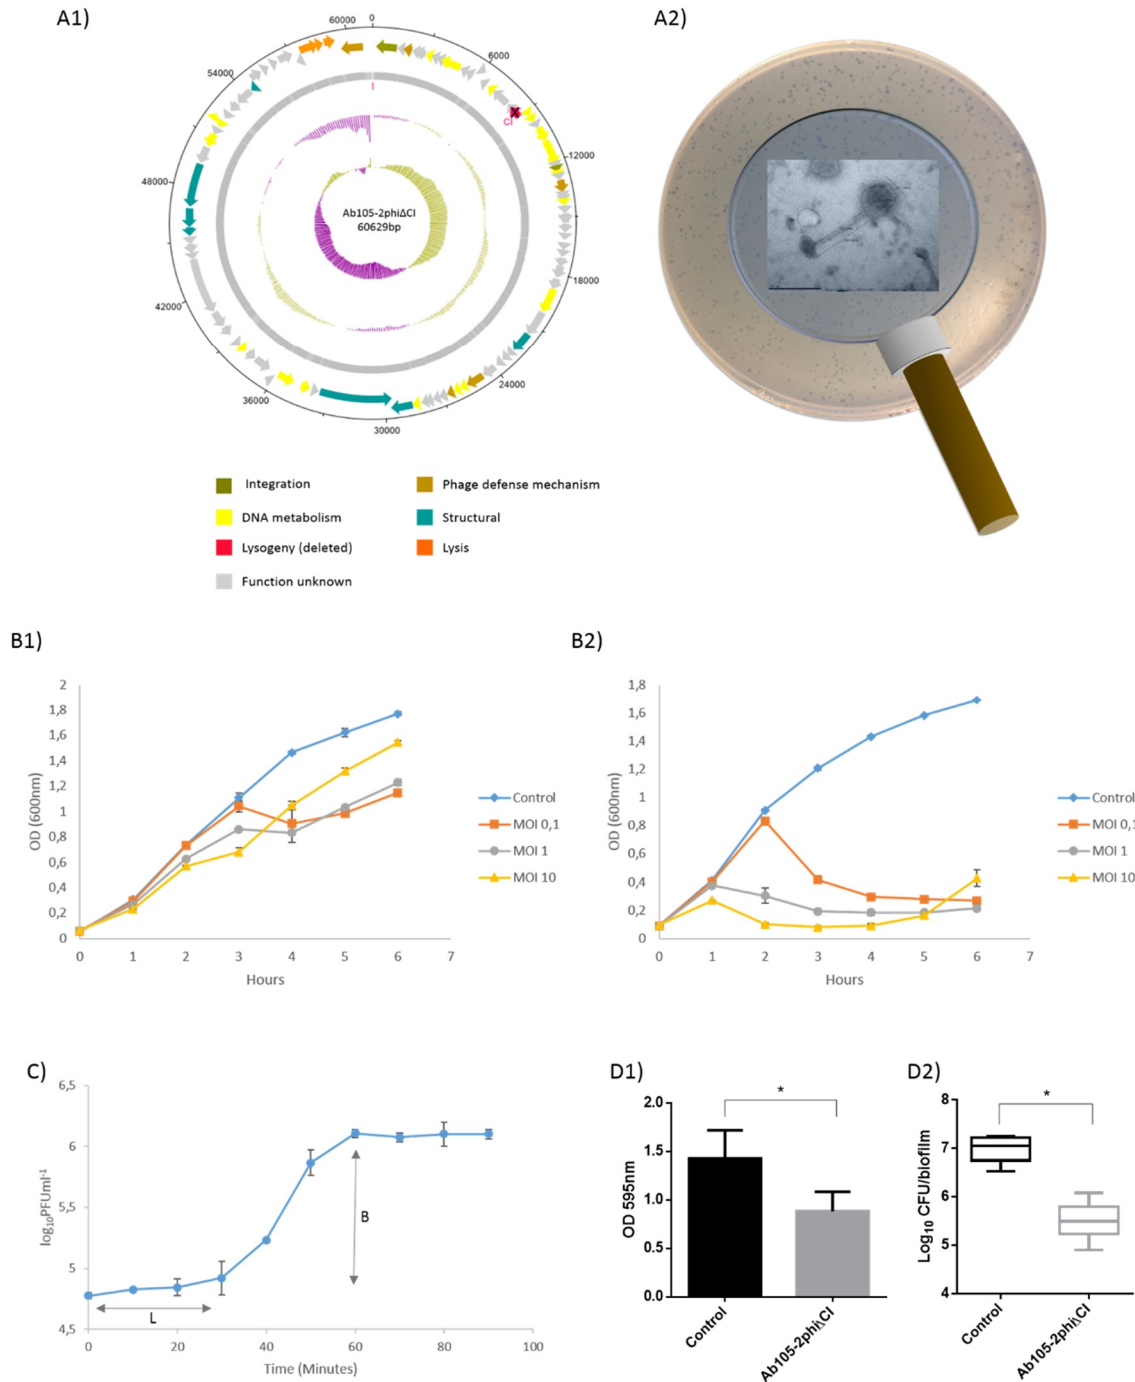 A1)
A2)
0
60000
6000
54000
CI
12000
48000
Ab105-2phiΔCI
60629bp
18000
42000
24000
36000
30000
Integration
Phage defense mechanism
DNA metabolism
Structural
Lysogeny (deleted)
Lysis
Function unknown
B1)
B2)
2
1,8
1,6
1,4
1,2
1
0,8
0,6
0,4
0,2
0
OD (600nm)
0 1 2 3 4 5 6 7
Hours
Control
MOI 0,1
MOI 1
MOI 10
1,8
1,6
1,4
1,2
1
0,8
0,6
0,4
0,2
0
OD (600nm)
0 1 2 3 4 5 6 7
Hours
Control
MOI 0,1
MOI 1
MOI 10
C)
6,5
6
5,5
5
4,5
log10PFUml-1
B
L
0 20 40 60 80 100
Time (Minutes)
D1)
*
2.0
1.5
1.0
0.5
0.0
OD 595nm
Control
Ab105-2phiΔCI
D2)
*
8
7
6
5
4
Log10 CFU/biofilm
Control
Ab105-2phiΔCI